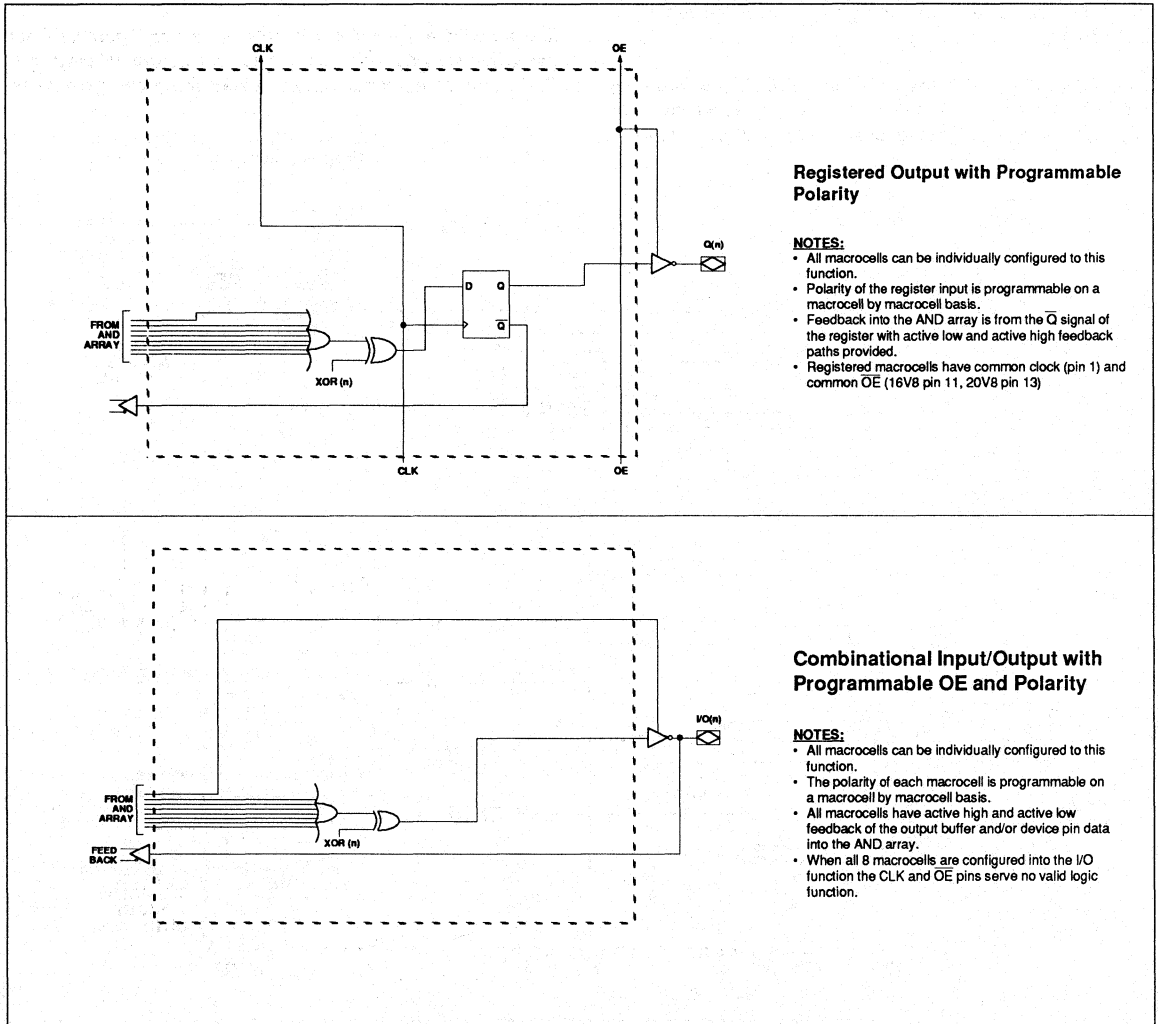 CLK
OE
Registered Output with Programmable
Polarity
Q(n)
NOTES:
• All macrocells can be individually configured to this
function.
• Polarity of the register input is programmable on a
macrocell by macrocell basis.
• Feedback into the AND array is from the Q̅ signal of
the register with active low and active high feedback
paths provided.
• Registered macrocells have common clock (pin 1) and
common O̅E̅ (16V8 pin 11, 20V8 pin 13)
D Q
Q̅
FROM
AND
ARRAY
XOR (n)
CLK
OE
Combinational Input/Output with
Programmable OE and Polarity
I/O(n)
NOTES:
• All macrocells can be individually configured to this
function.
• The polarity of each macrocell is programmable on
a macrocell by macrocell basis.
• All macrocells have active high and active low
feedback of the output buffer and/or device pin data
into the AND array.
• When all 8 macrocells are configured into the I/O
function the CLK and O̅E̅ pins serve no valid logic
function.
FROM
AND
ARRAY
XOR (n)
FEED
BACK